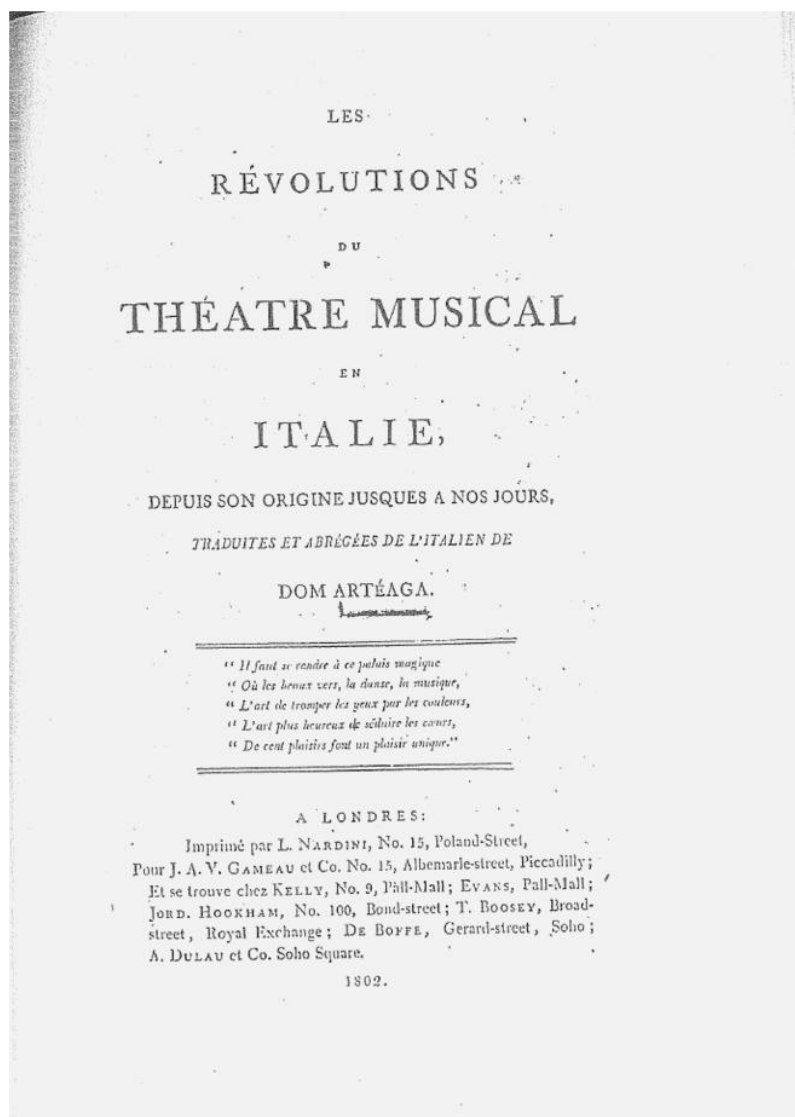 LES
RÉVOLUTIONS
DU
THÉATRE MUSICAL
EN
ITALIE,
DEPUIS SON ORIGINE JUSQUES A NOS JOURS,
TRADUITES ET ABRÉGÉES DE L'ITALIEN DE
DOM ARTÉAGA.
“ Il faut se rendre à ce palais magique
“ Où les beaux vers, la danse, la musique,
“ L'art de tromper les yeux par les couleurs,
“ L'art plus heureux de séduire les cœurs,
“ De cent plaisirs font un plaisir unique.”
A LONDRES:
Imprimé par L. NARDINI, No. 15, Poland-Street,
Pour J. A. V. GAMEAU et Co. No. 15, Albemarle-street, Piccadilly;
Et se trouve chez KELLY, No. 9, Pall-Mall; EVANS, Pall-Mall;
JORD. HOOKHAM, No. 100, Bond-street; T. BOOSEY, Broad-
street, Royal Exchange; DE BOFFE, Gerard-street, Soho;
A. DULAU et Co. Soho Square.
1802.